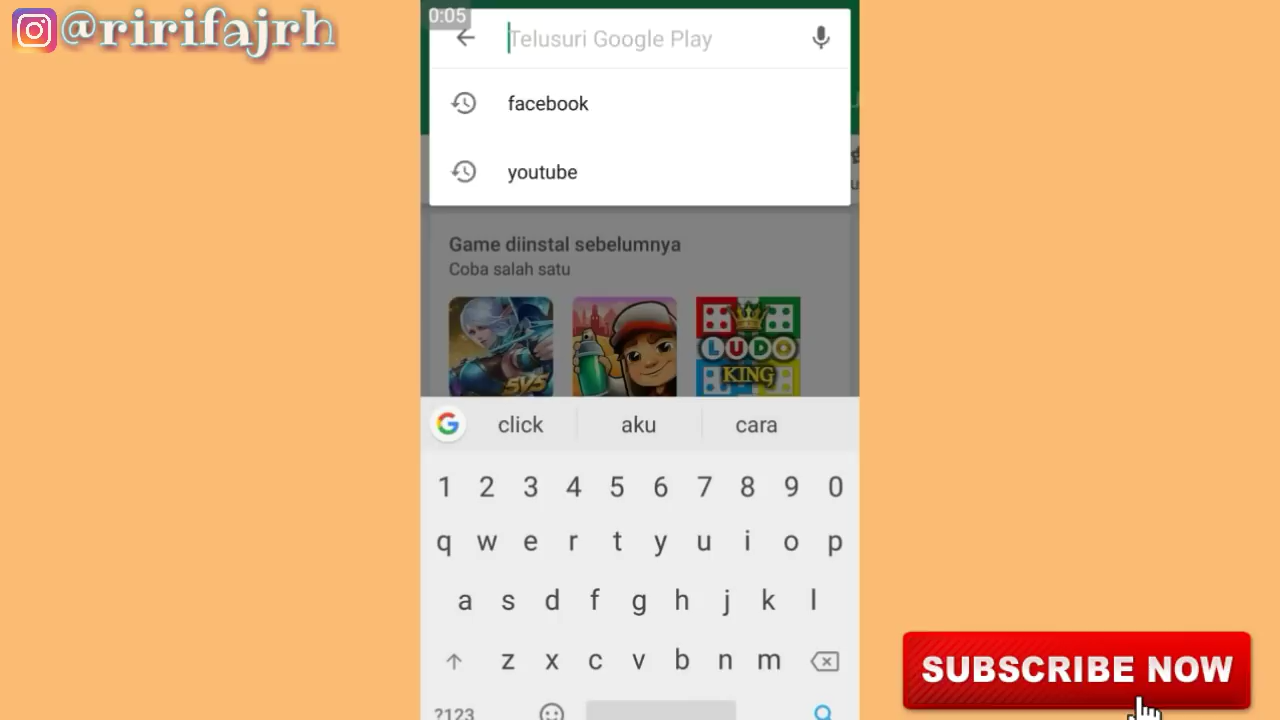 @ririfajrh
0:05
Telusuri Google Play
facebook
youtube
Game diinstal sebelumnya
Coba salah satu
5V5
LUDO
KING
click aku cara
1 2 3 4 5 6 7 8 9 0
q w e r t y u i o p
a s d f g h j k l
z x c v b n m
?123
SUBSCRIBE NOW